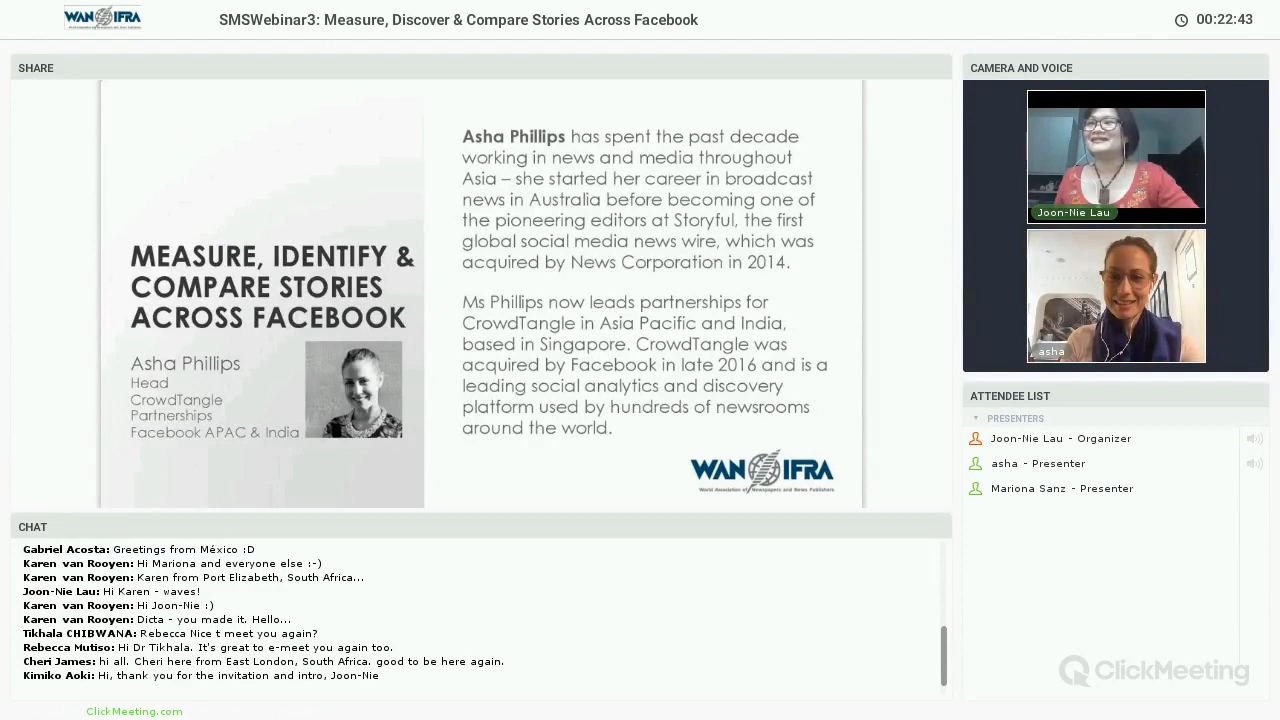 WAN IFRA
SMSWebinar3: Measure, Discover & Compare Stories Across Facebook
00:22:43
SHARE
MEASURE, IDENTIFY &
COMPARE STORIES
ACROSS FACEBOOK
Asha Phillips
Head
CrowdTangle
Partnerships
Facebook APAC & India
Asha Phillips has spent the past decade
working in news and media throughout
Asia – she started her career in broadcast
news in Australia before becoming one of
the pioneering editors at Storyful, the first
global social media news wire, which was
acquired by News Corporation in 2014.
Ms Phillips now leads partnerships for
CrowdTangle in Asia Pacific and India,
based in Singapore. CrowdTangle was
acquired by Facebook in late 2016 and is a
leading social analytics and discovery
platform used by hundreds of newsrooms
around the world.
WAN IFRA
World Association of Newspapers and News Publishers
CAMERA AND VOICE
Joon-Nie Lau
asha
ATTENDEE LIST
PRESENTERS
Joon-Nie Lau - Organizer
asha - Presenter
Mariona Sanz - Presenter
CHAT
Gabriel Acosta: Greetings from México :D
Karen van Rooyen: Hi Mariona and everyone else :-)
Karen van Rooyen: Karen from Port Elizabeth, South Africa...
Joon-Nie Lau: Hi Karen - waves!
Karen van Rooyen: Hi Joon-Nie :)
Karen van Rooyen: Dicta - you made it. Hello...
Tikhala CHIBWANA: Rebecca Nice t meet you again?
Rebecca Mutiso: Hi Dr Tikhala. It's great to e-meet you again too.
Cheri James: hi all. Cheri here from East London, South Africa. good to be here again.
Kimiko Aoki: Hi, thank you for the invitation and intro, Joon-Nie
ClickMeeting
ClickMeeting.com